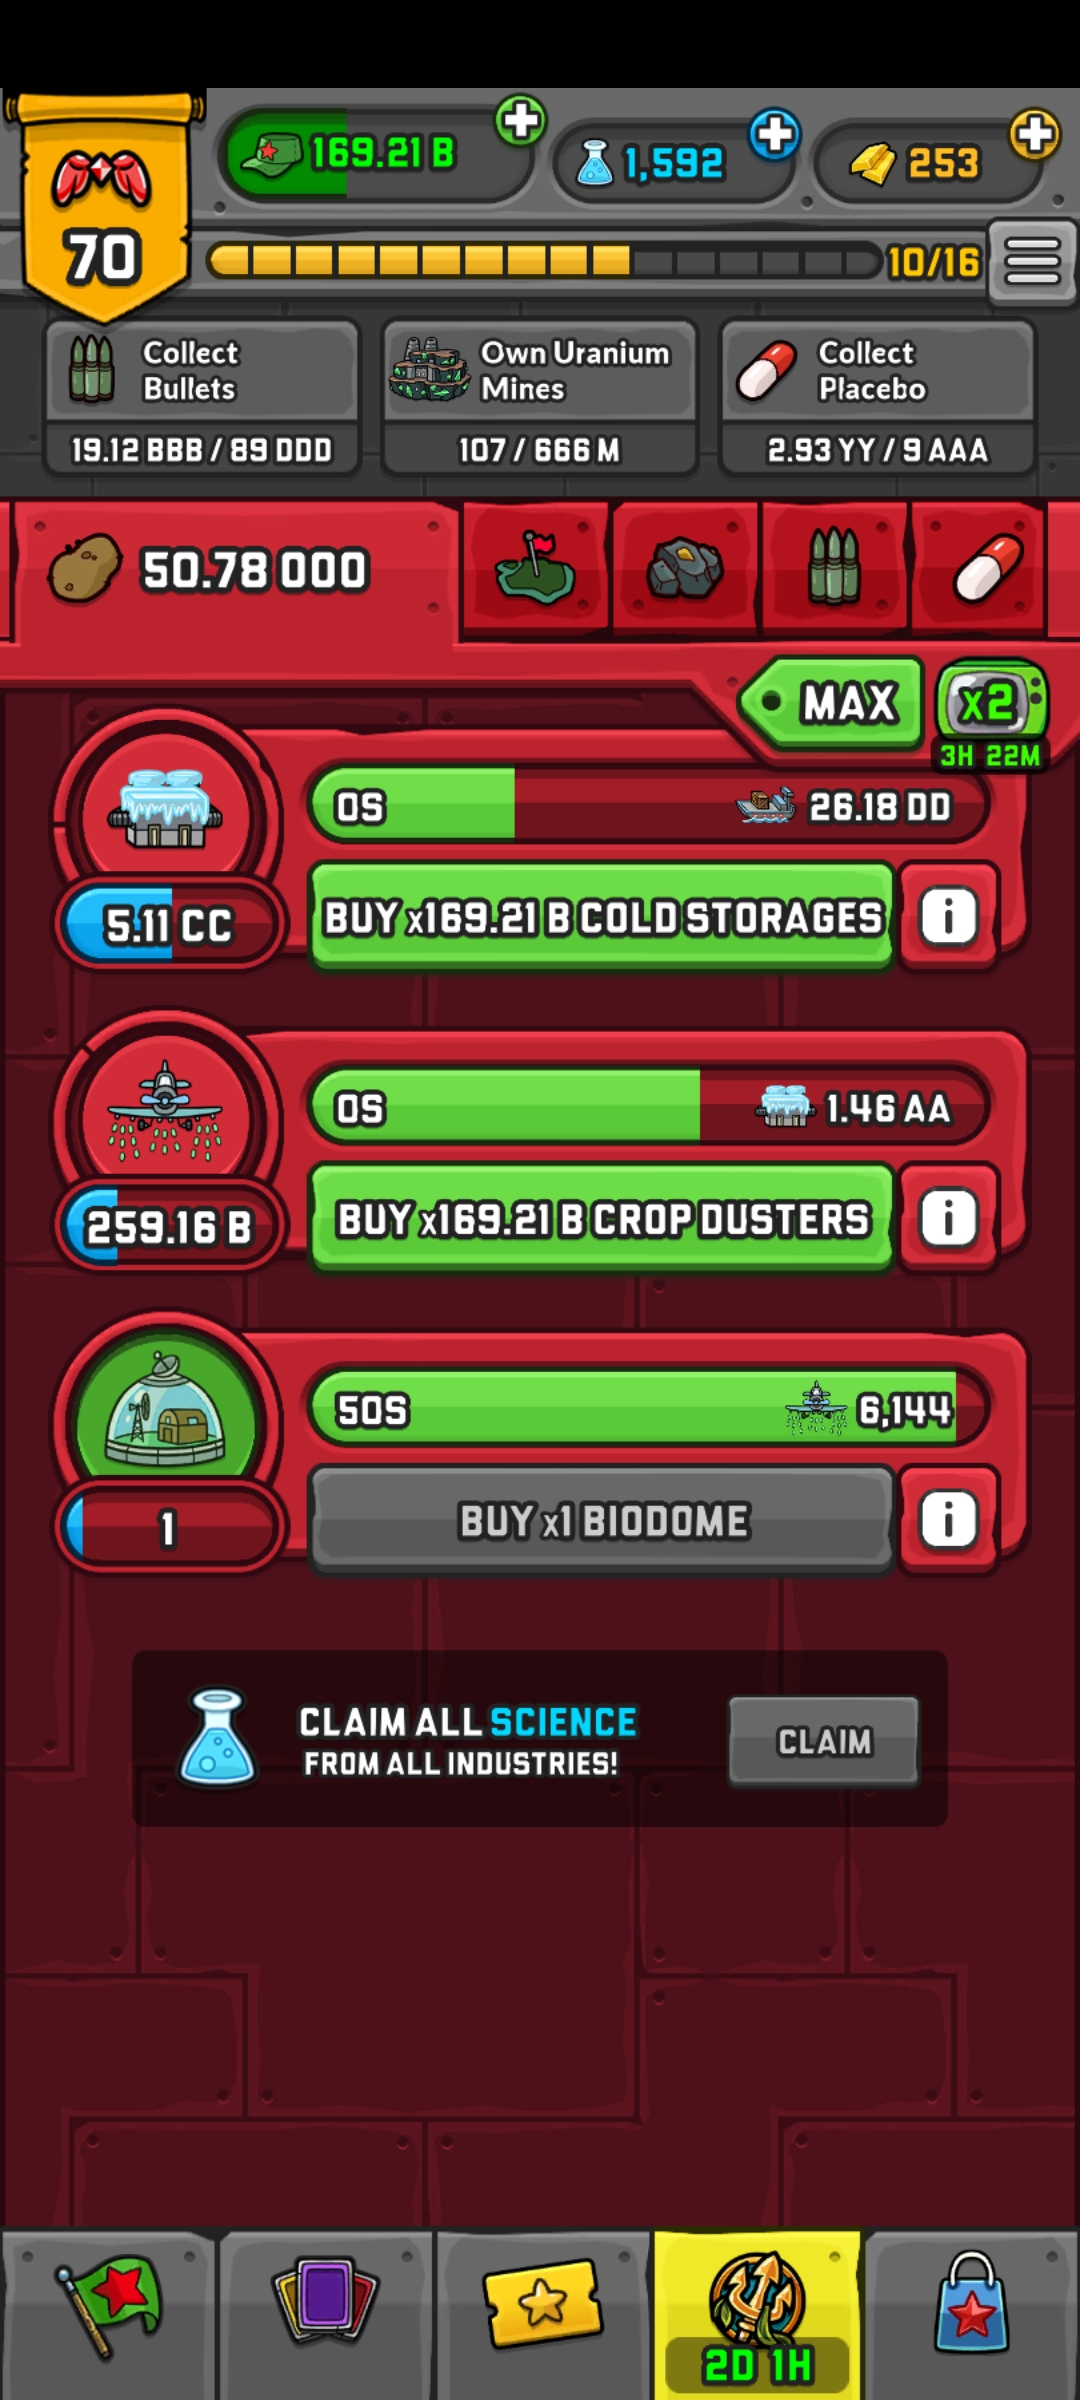 169.21 B
1,592
253
70
10/16
Collect
Bullets
19.12 BBB / 89 DDD
Own Uranium
Mines
107 / 666 M
Collect
Placebo
2.93 YY / 9 AAA
50.78 OOO
MAX
x2
3H 22M
0S
26.18 DD
5.11 CC
BUY x169.21 B COLD STORAGES
i
0S
1.46 AA
259.16 B
BUY x169.21 B CROP DUSTERS
i
50S
6,144
1
BUY x1 BIODOME
i
CLAIM ALL SCIENCE
FROM ALL INDUSTRIES!
CLAIM
2D 1H